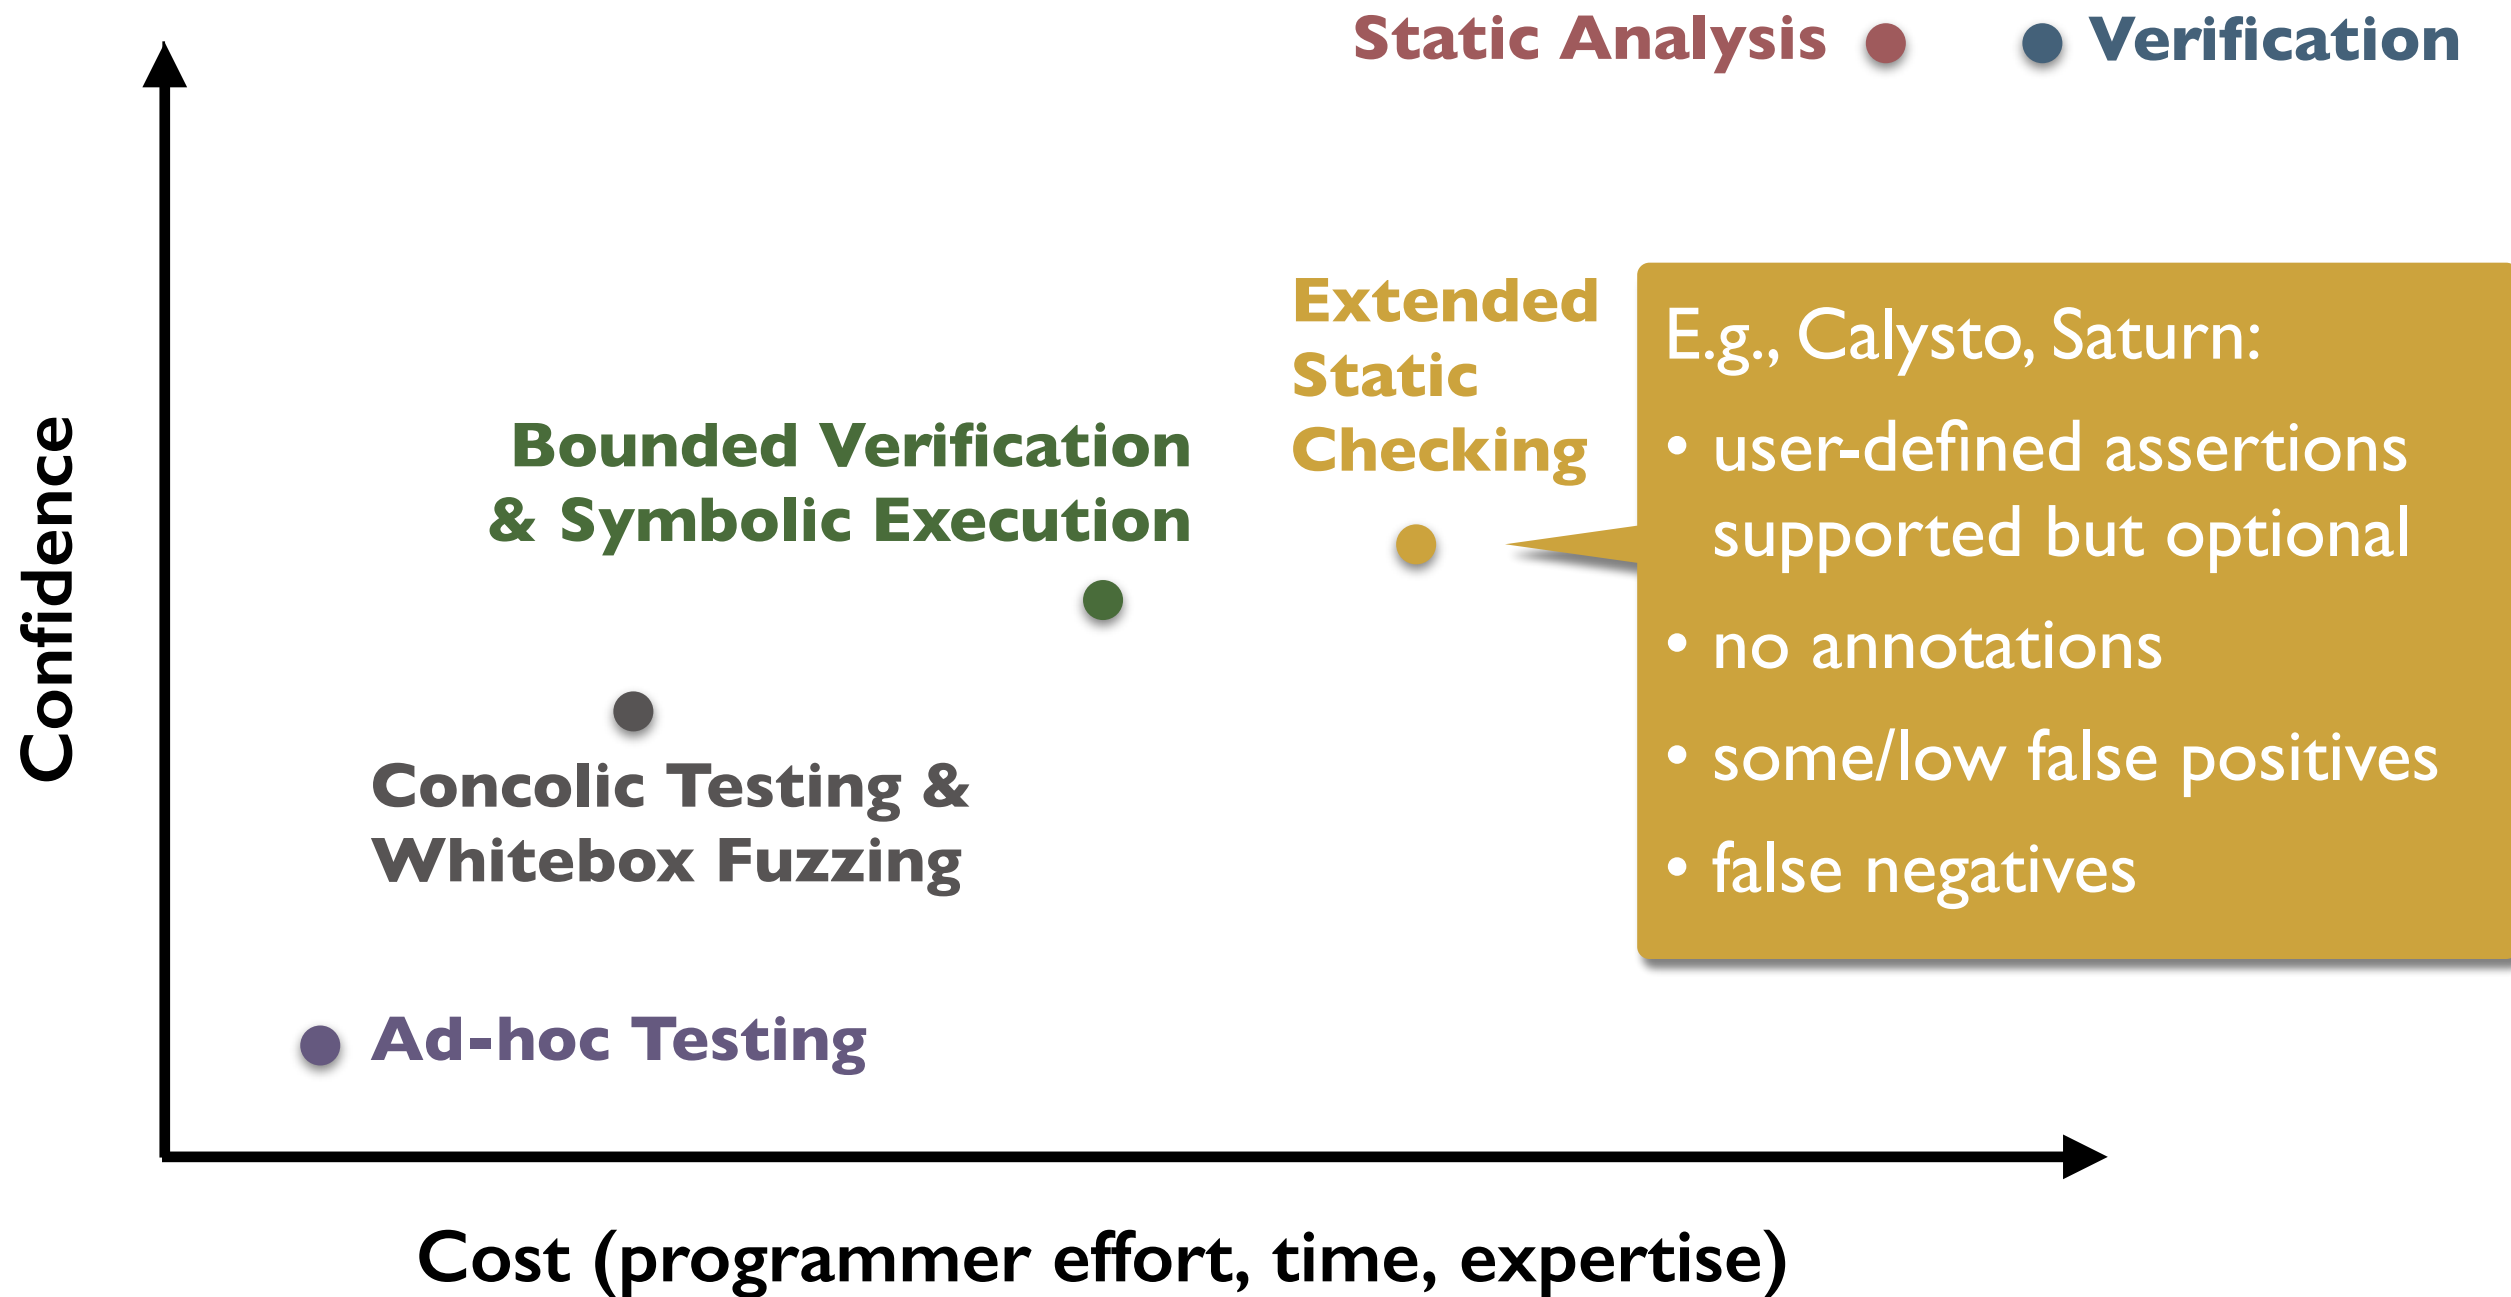 Static Analysis
Verification
Confidence
Extended
Static
Checking
E.g., Calysto, Saturn:
• user-defined assertions
supported but optional
• no annotations
• some/low false positives
• false negatives
Bounded Verification
& Symbolic Execution
Concolic Testing &
Whitebox Fuzzing
Ad-hoc Testing
Cost (programmer effort, time, expertise)